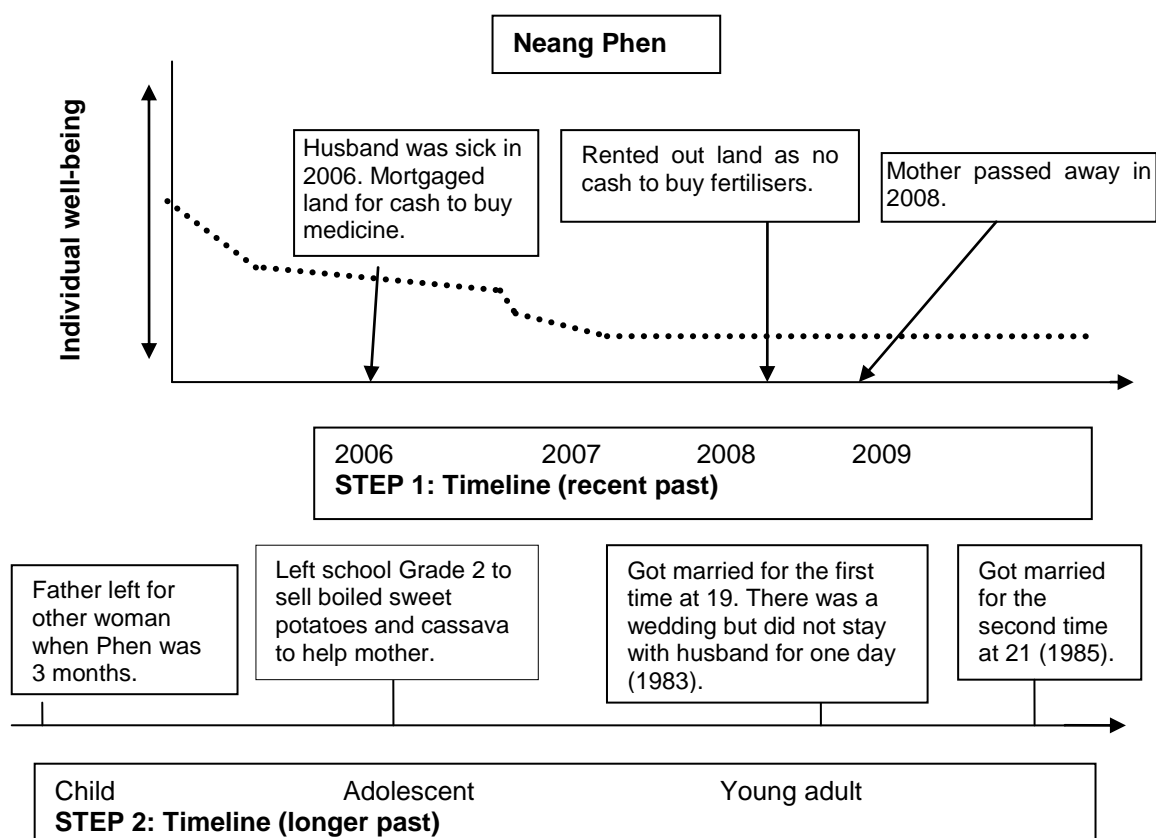 Neang Phen
Individual well-being
Husband was sick in
2006. Mortgaged
land for cash to buy
medicine.
Rented out land as no
cash to buy fertilisers.
Mother passed away in
2008.
2006 2007 2008 2009
STEP 1: Timeline (recent past)
Father left for
other woman
when Phen was
3 months.
Left school Grade 2 to
sell boiled sweet
potatoes and cassava
to help mother.
Got married for the first
time at 19. There was a
wedding but did not stay
with husband for one day
(1983).
Got married
for the
second time
at 21 (1985).
Child Adolescent Young adult
STEP 2: Timeline (longer past)